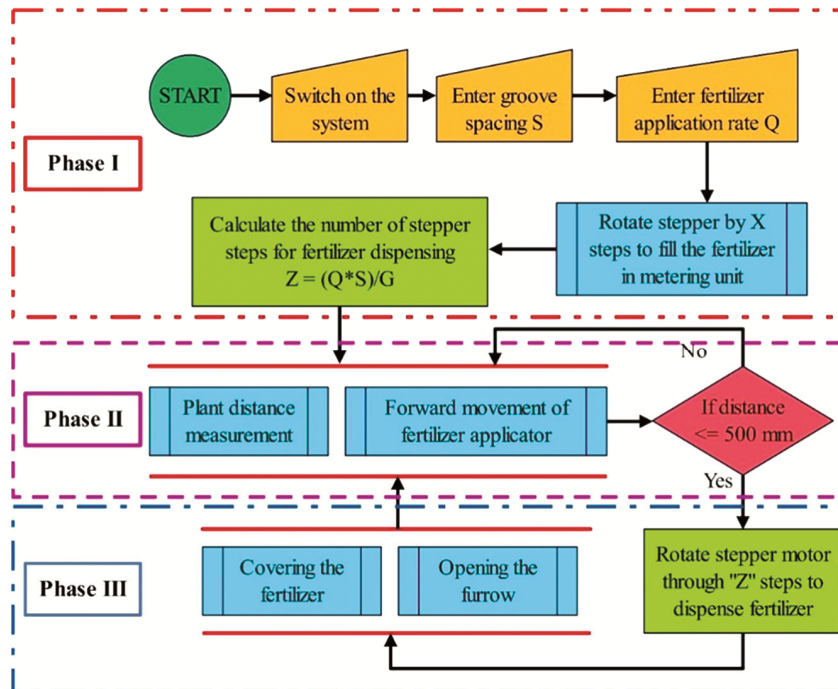 Phase I
START
Switch on the
system
Enter groove
spacing S
Enter fertilizer
application rate Q
Calculate the number of stepper
steps for fertilizer dispensing
Z = (Q*S)/G
Rotate stepper by X
steps to fill the fertilizer
in metering unit
Phase II
Plant distance
measurement
Forward movement of
fertilizer applicator
No
If distance
<= 500 mm
Yes
Phase III
Covering the
fertilizer
Opening the
furrow
Rotate stepper motor
through "Z" steps to
dispense fertilizer